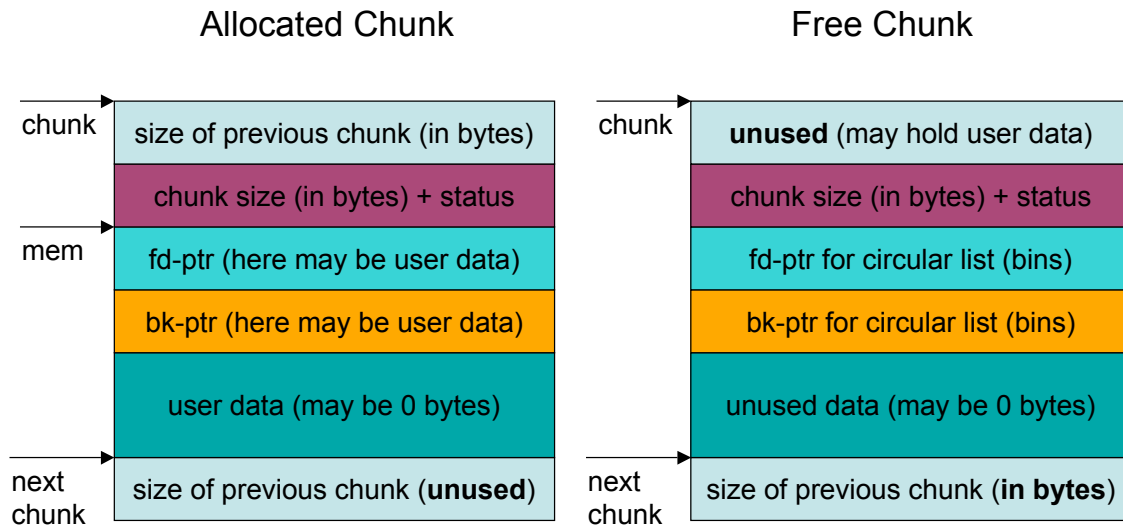 Allocated Chunk
chunk
size of previous chunk (in bytes)
chunk size (in bytes) + status
mem
fd-ptr (here may be user data)
bk-ptr (here may be user data)
user data (may be 0 bytes)
next
chunk
size of previous chunk (unused)
Free Chunk
chunk
unused (may hold user data)
chunk size (in bytes) + status
fd-ptr for circular list (bins)
bk-ptr for circular list (bins)
unused data (may be 0 bytes)
next
chunk
size of previous chunk (in bytes)